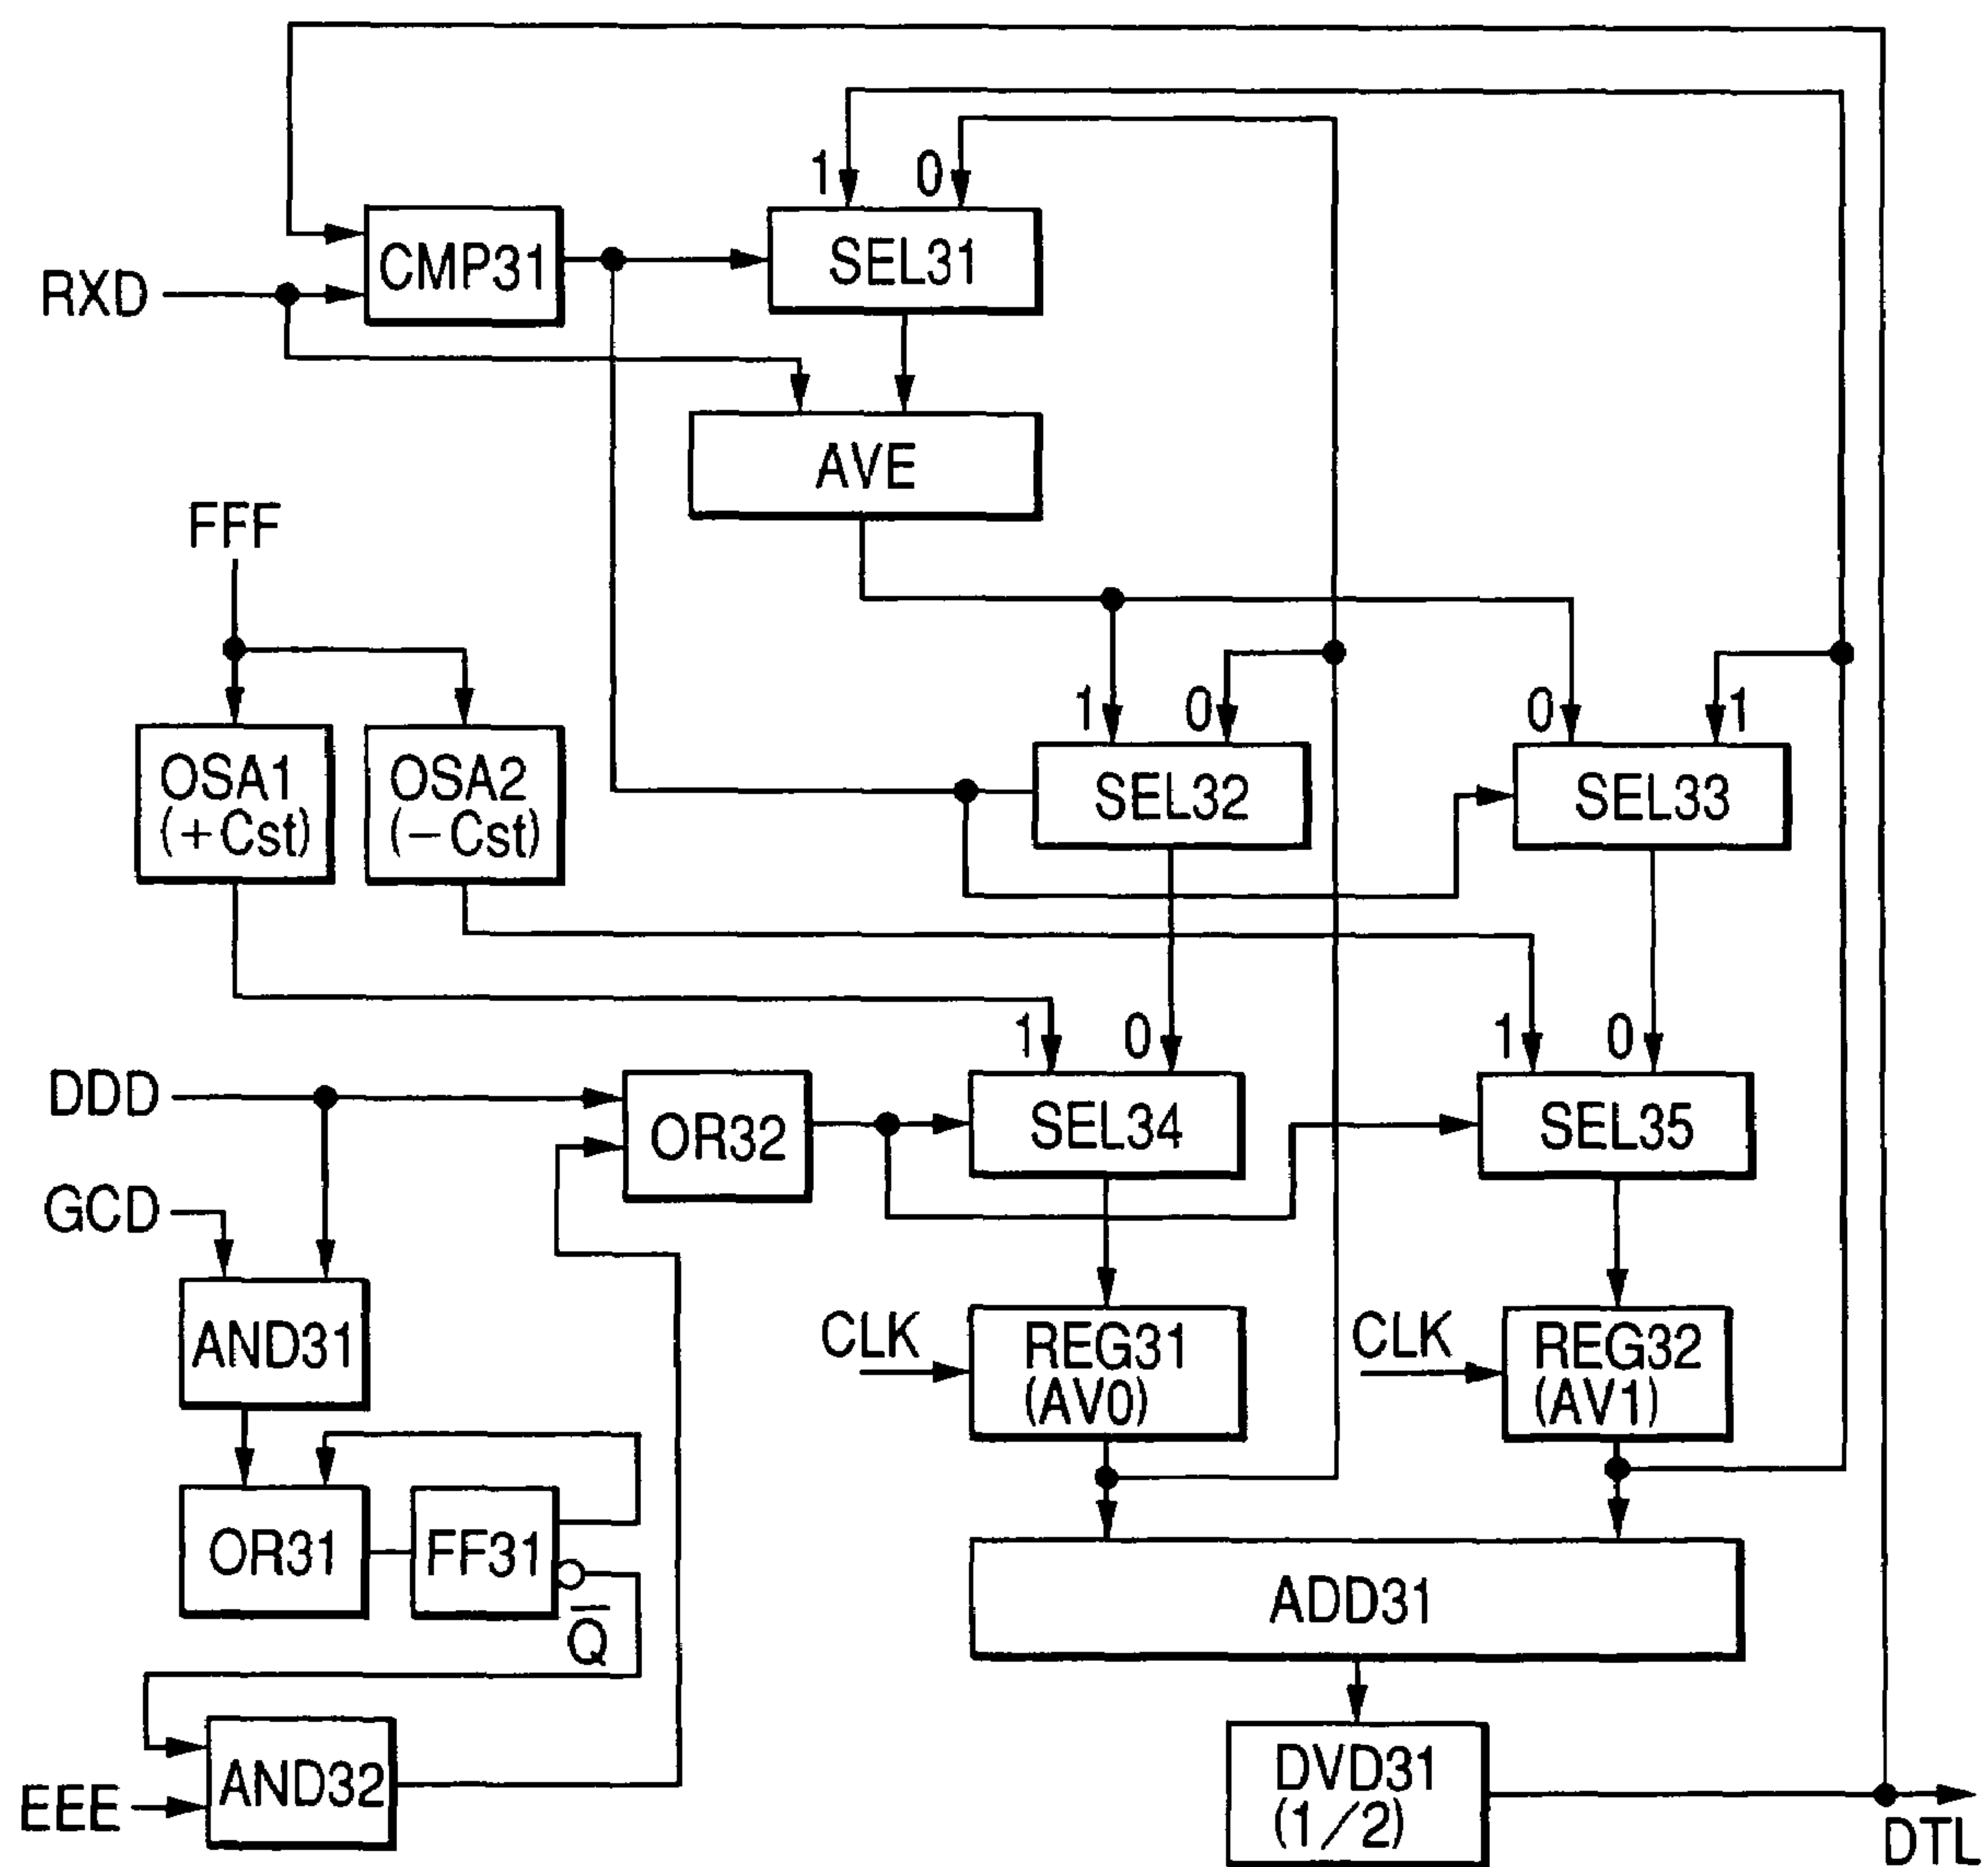 1 0
CMP31
SEL31
RXD
AVE
FFF
1 0 0 1
OSA1
(+Cst)
OSA2
(−Cst)
SEL32
SEL33
1 0 1 0
DDD
OR32
SEL34
SEL35
GCD
AND31
CLK
REG31
(AV0)
CLK
REG32
(AV1)
OR31
FF31
Q̅
ADD31
AND32
EEE
DVD31
(1/2)
DTL